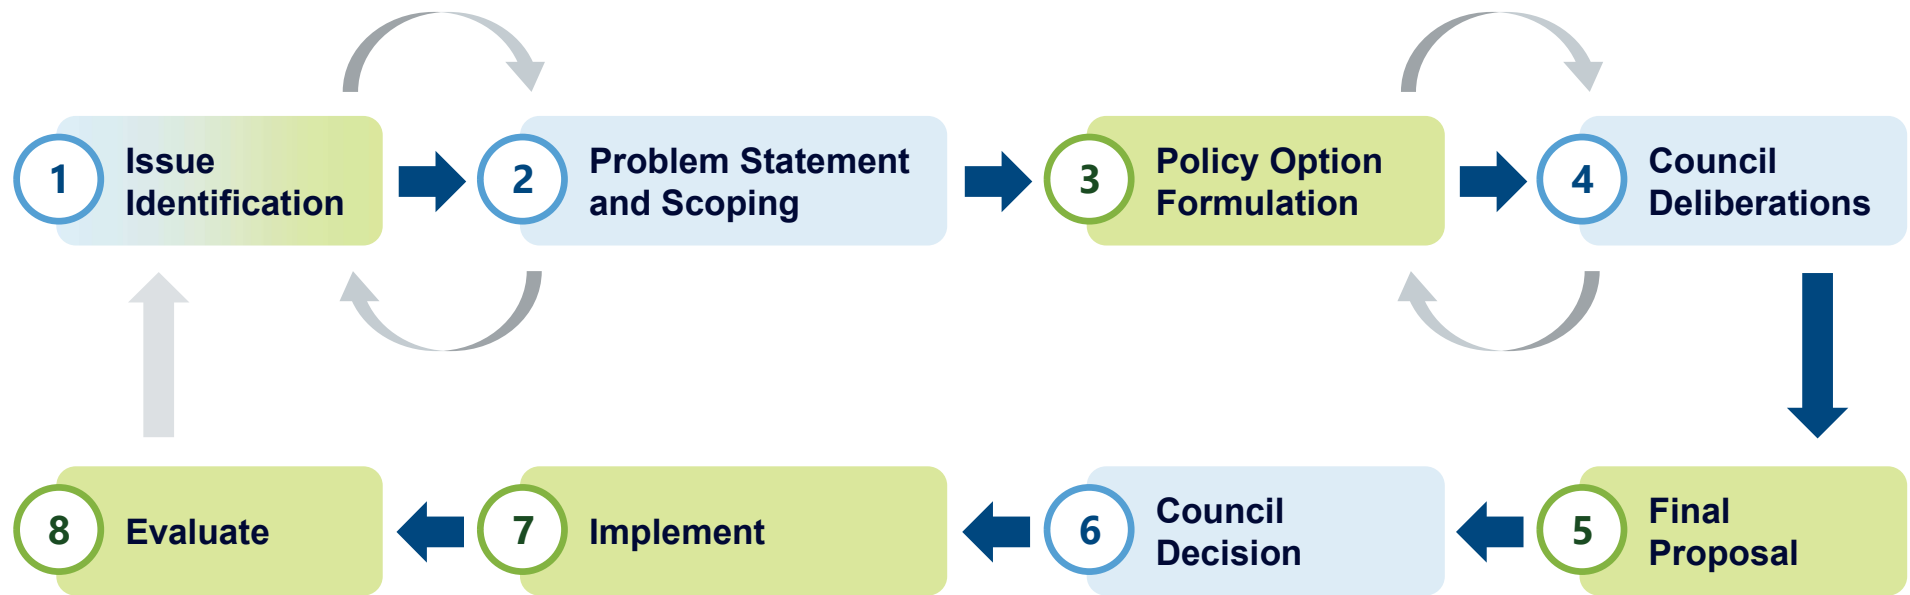 1
Issue
Identification
2
Problem Statement
and Scoping
3
Policy Option
Formulation
4
Council
Deliberations
5
Final
Proposal
6
Council
Decision
7
Implement
8
Evaluate